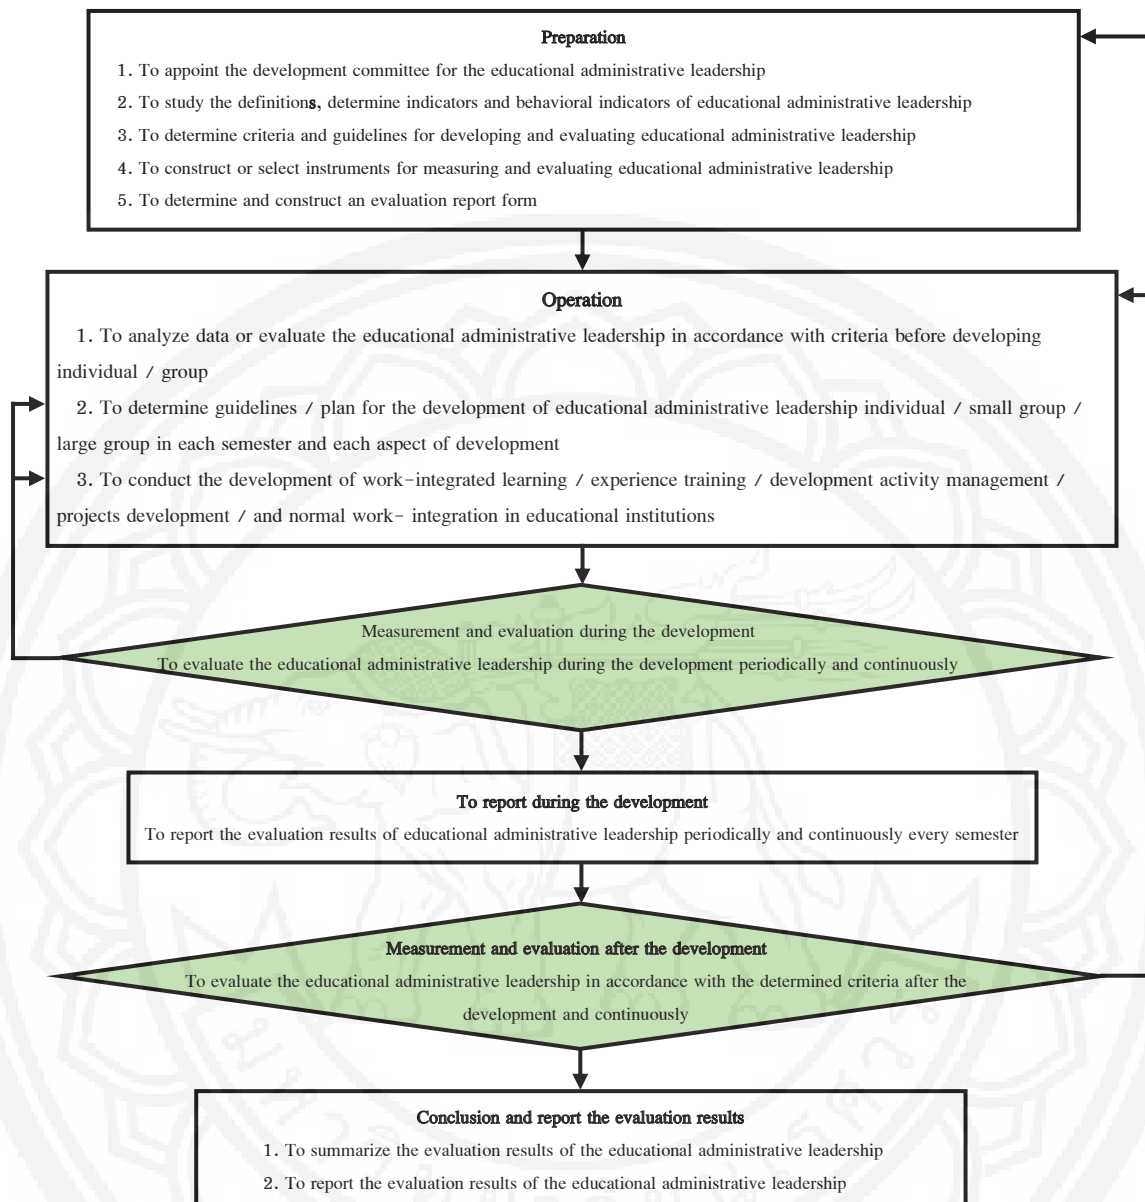 Preparation
1. To appoint the development committee for the educational administrative leadership
2. To study the definitions, determine indicators and behavioral indicators of educational administrative leadership
3. To determine criteria and guidelines for developing and evaluating educational administrative leadership
4. To construct or select instruments for measuring and evaluating educational administrative leadership
5. To determine and construct an evaluation report form
Operation
1. To analyze data or evaluate the educational administrative leadership in accordance with criteria before developing
individual / group
2. To determine guidelines / plan for the development of educational administrative leadership individual / small group /
large group in each semester and each aspect of development
3. To conduct the development of work-integrated learning / experience training / development activity management /
projects development / and normal work- integration in educational institutions
Measurement and evaluation during the development
To evaluate the educational administrative leadership during the development periodically and continuously
To report during the development
To report the evaluation results of educational administrative leadership periodically and continuously every semester
Measurement and evaluation after the development
To evaluate the educational administrative leadership in accordance with the determined criteria after the
development and continuously
Conclusion and report the evaluation results
1. To summarize the evaluation results of the educational administrative leadership
2. To report the evaluation results of the educational administrative leadership